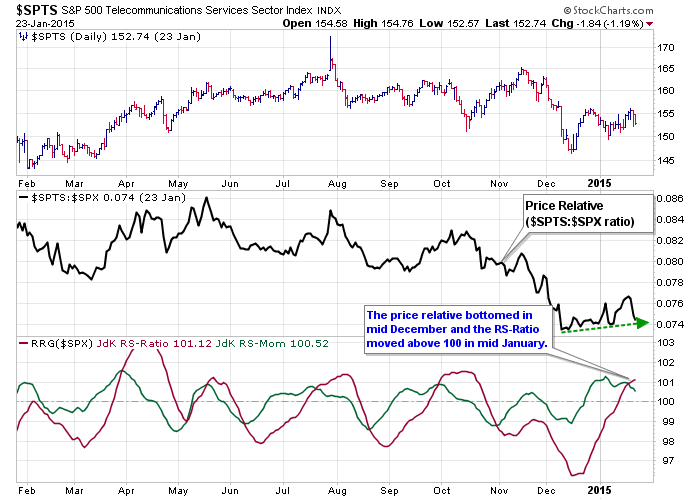 $SPTS S&P 500 Telecommunications Services Sector Index INDX
© StockCharts.com
23-Jan-2015
Open 154.58 High 154.76 Low 152.57 Last 152.74 Chg -1.84 (-1.19%)
$SPTS (Daily) 152.74 (23 Jan)
170
165
160
155
150
145
Feb Mar Apr May Jun Jul Aug Sep Oct Nov Dec 2015
$SPTS:$SPX 0.074 (23 Jan)
0.086
0.084
0.082
0.080
0.078
0.076
0.074
Price Relative
($SPTS:$SPX ratio)
The price relative bottomed in
mid December and the RS-Ratio
moved above 100 in mid January.
RRG($SPX) JdK RS-Ratio 101.12 JdK RS-Mom 100.52
103
102
101
100
99
98
97
Feb Mar Apr May Jun Jul Aug Sep Oct Nov Dec 2015